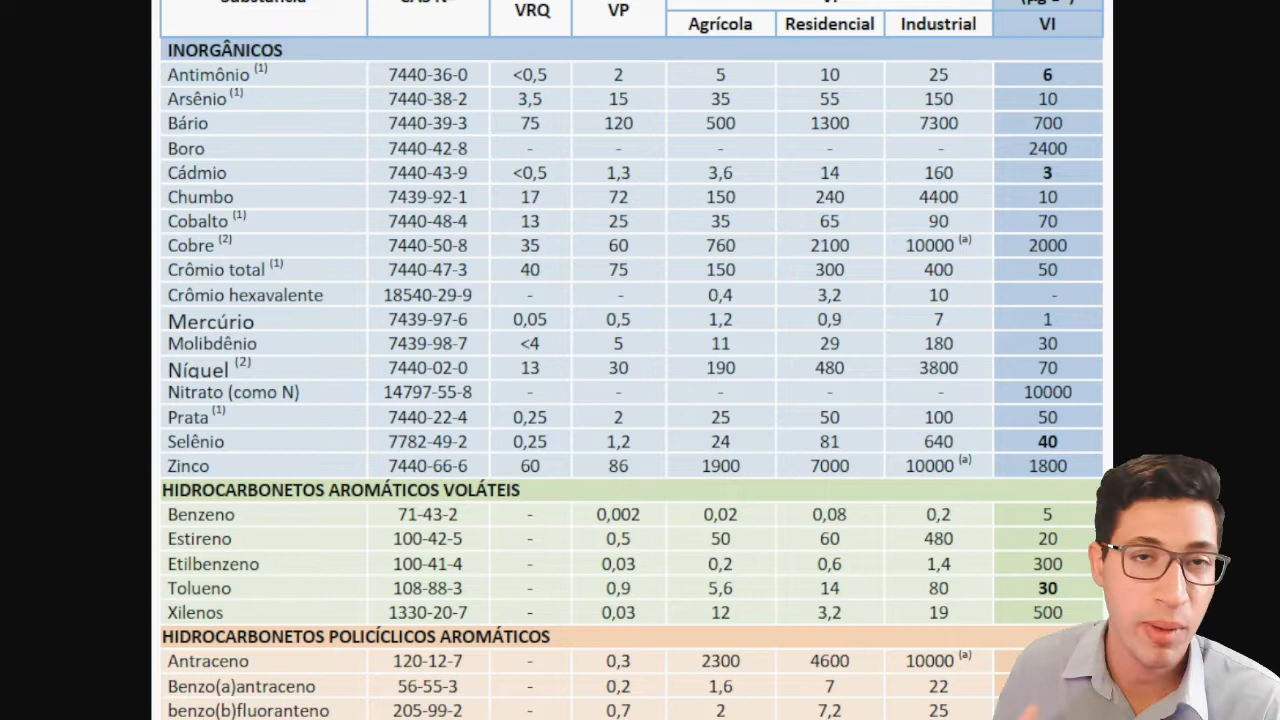 VRQ VP
Agrícola Residencial Industrial VI
INORGÂNICOS
Antimônio (1) 7440-36-0 <0,5 2 5 10 25 6
Arsênio (1) 7440-38-2 3,5 15 35 55 150 10
Bário 7440-39-3 75 120 500 1300 7300 700
Boro 7440-42-8 - - - - - 2400
Cádmio 7440-43-9 <0,5 1,3 3,6 14 160 3
Chumbo 7439-92-1 17 72 150 240 4400 10
Cobalto (1) 7440-48-4 13 25 35 65 90 70
Cobre (2) 7440-50-8 35 60 760 2100 10000 (a) 2000
Crômio total (1) 7440-47-3 40 75 150 300 400 50
Crômio hexavalente 18540-29-9 - - 0,4 3,2 10 -
Mercúrio 7439-97-6 0,05 0,5 1,2 0,9 7 1
Molibdênio 7439-98-7 <4 5 11 29 180 30
Níquel (2) 7440-02-0 13 30 190 480 3800 70
Nitrato (como N) 14797-55-8 - - - - - 10000
Prata (1) 7440-22-4 0,25 2 25 50 100 50
Selênio 7782-49-2 0,25 1,2 24 81 640 40
Zinco 7440-66-6 60 86 1900 7000 10000 (a) 1800
HIDROCARBONETOS AROMÁTICOS VOLÁTEIS
Benzeno 71-43-2 - 0,002 0,02 0,08 0,2 5
Estireno 100-42-5 - 0,5 50 60 480 20
Etilbenzeno 100-41-4 - 0,03 0,2 0,6 1,4 300
Tolueno 108-88-3 - 0,9 5,6 14 80 30
Xilenos 1330-20-7 - 0,03 12 3,2 19 500
HIDROCARBONETOS POLICÍCLICOS AROMÁTICOS
Antraceno 120-12-7 - 0,3 2300 4600 10000 (a)
Benzo(a)antraceno 56-55-3 - 0,2 1,6 7 22
benzo(b)fluoranteno 205-99-2 - 0,7 2 7,2 25